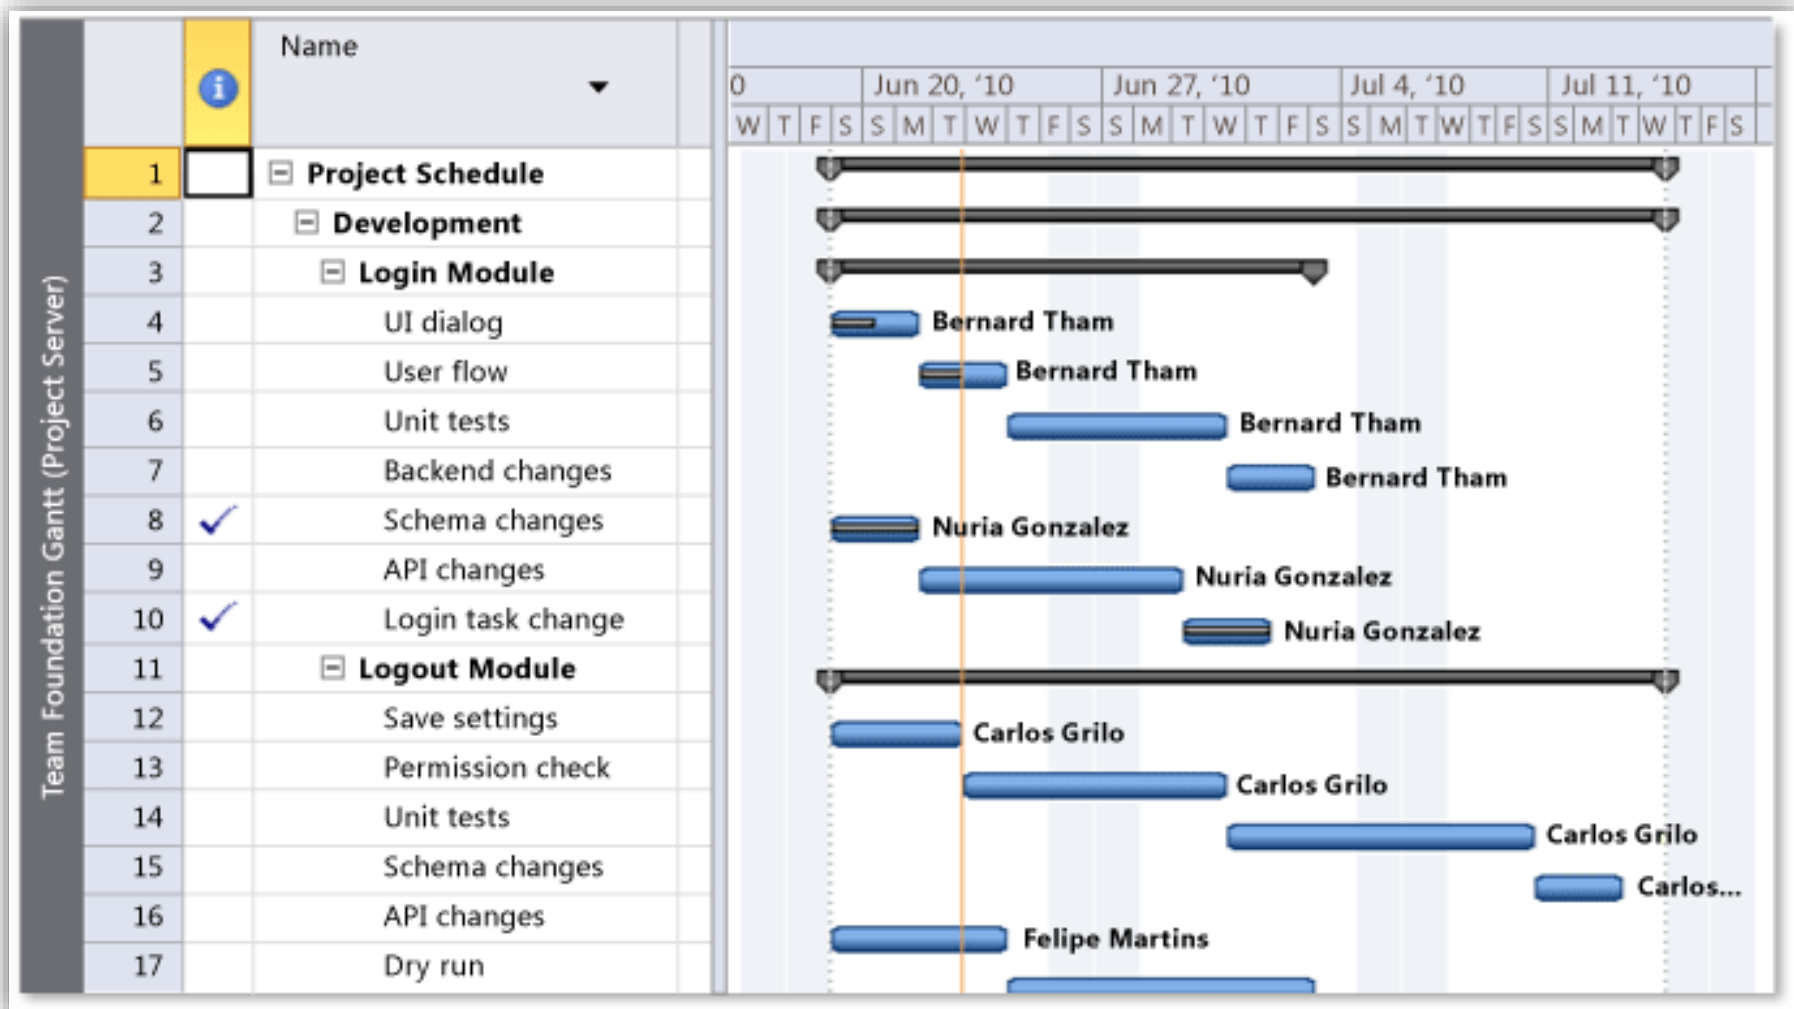 Team Foundation Gantt (Project Server)
Name
0 Jun 20, ‘10 Jun 27, ‘10 Jul 4, ‘10 Jul 11, ‘10
W T F S S M T W T F S S M T W T F S S M T W T F S S M T W T F S
1 Project Schedule
2 Development
3 Login Module
4 UI dialog Bernard Tham
5 User flow Bernard Tham
6 Unit tests Bernard Tham
7 Backend changes Bernard Tham
8 Schema changes Nuria Gonzalez
9 API changes Nuria Gonzalez
10 Login task change Nuria Gonzalez
11 Logout Module
12 Save settings Carlos Grilo
13 Permission check Carlos Grilo
14 Unit tests Carlos Grilo
15 Schema changes Carlos...
16 API changes Felipe Martins
17 Dry run